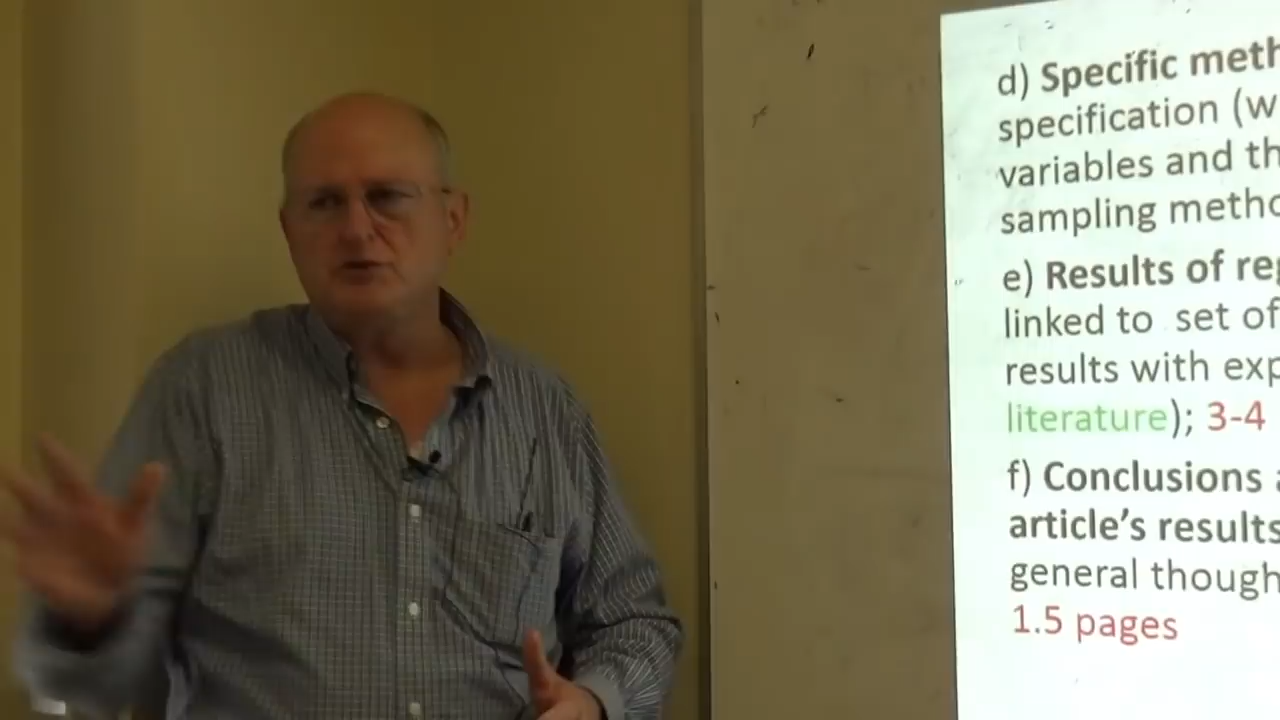 d) Specific meth
specification (w
variables and th
sampling metho
e) Results of reg
linked to set of
results with exp
literature); 3-4
f) Conclusions a
article's results
general though
1.5 pages